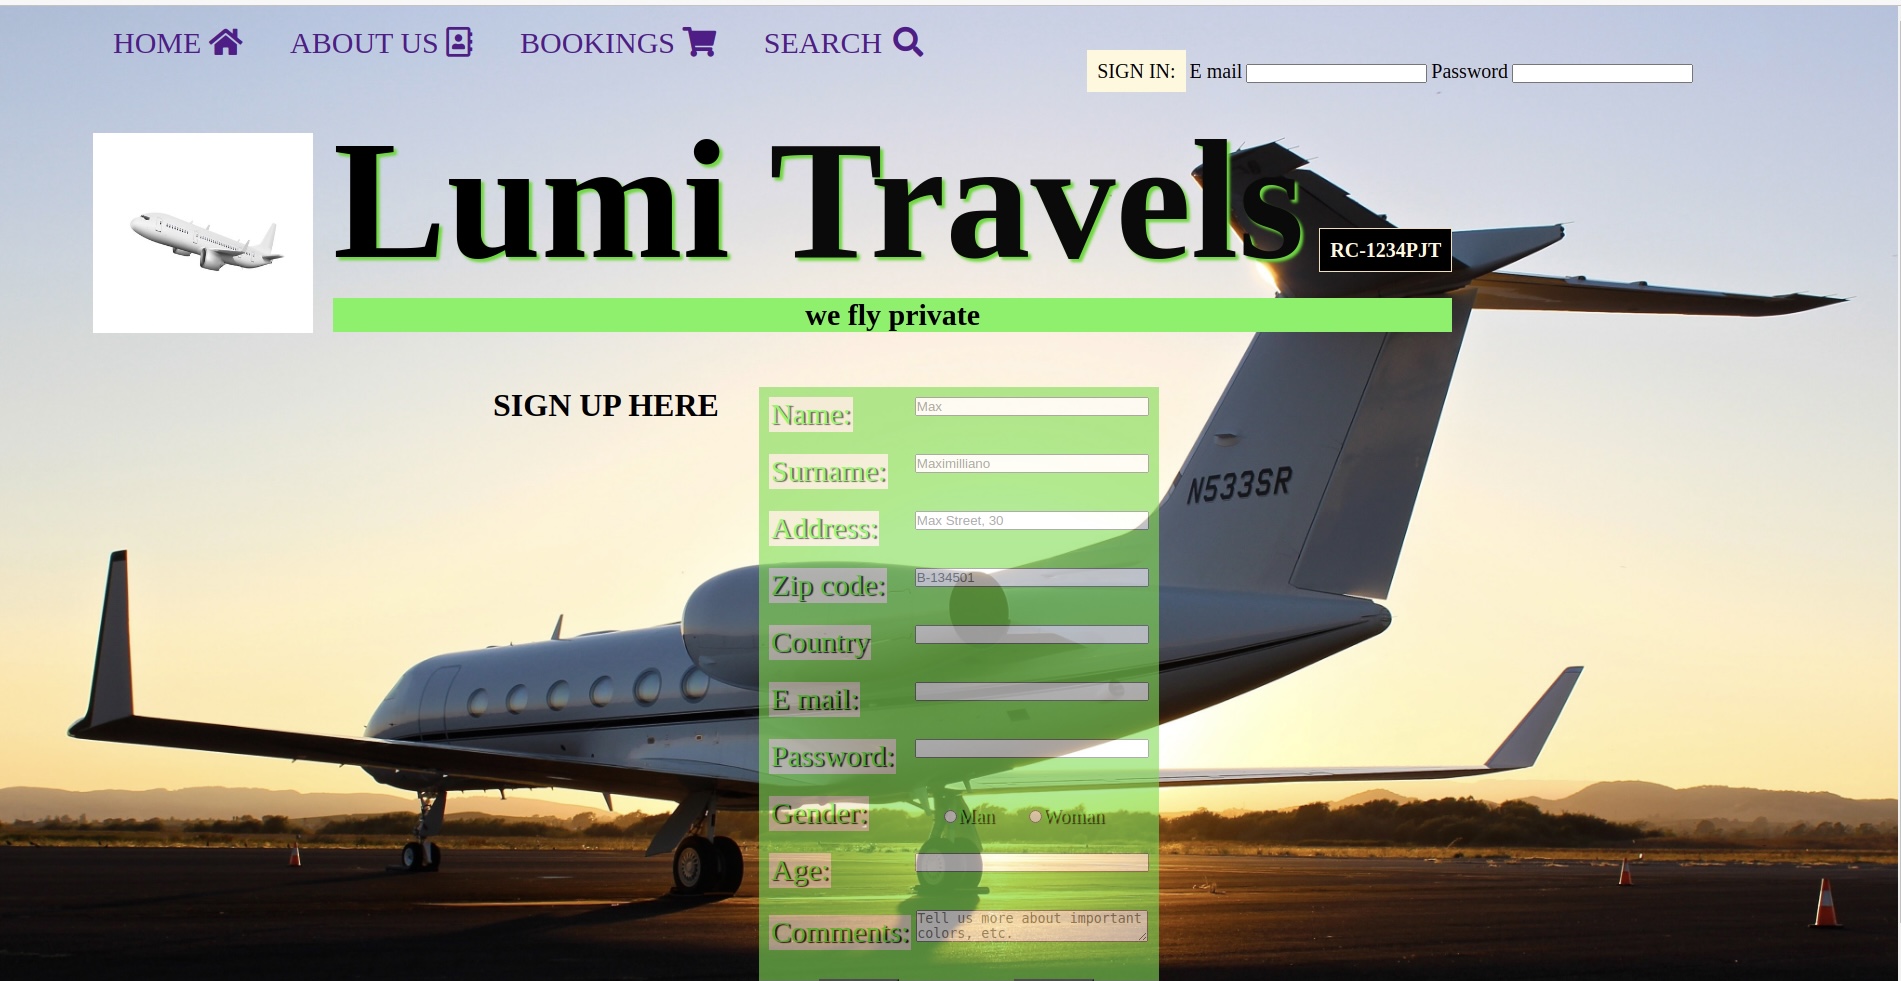 HOME
ABOUT US
BOOKINGS
SEARCH
SIGN IN: E mail Password
Lumi Travels
RC-1234PJT
we fly private
SIGN UP HERE
Name: Max
Surname: Maximilliano
Address: Max Street, 30
N533SR
Zip code: B-134501
Country
E mail:
Password:
Gender: Man Woman
Age:
Comments: Tell us more about important
colors, etc.